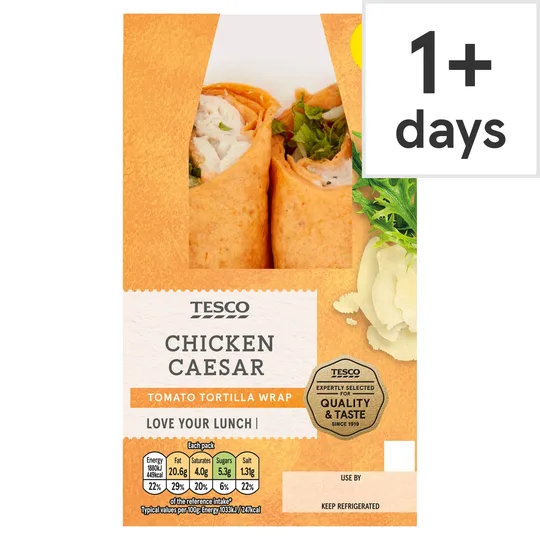 1+
days
TESCO
CHICKEN
CAESAR
TOMATO TORTILLA WRAP
LOVE YOUR LUNCH
TESCO
EXPERTLY SELECTED
FOR
QUALITY
& TASTE
SINCE 1919
Each pack
Energy Fat Saturates Sugars Salt
1880kJ
449kcal 20.6g 4.0g 5.3g 1.31g
22% 29% 20% 6% 22%
of the reference intake*
Typical values per 100g: Energy 1033kJ / 247kcal
USE BY
KEEP REFRIGERATED